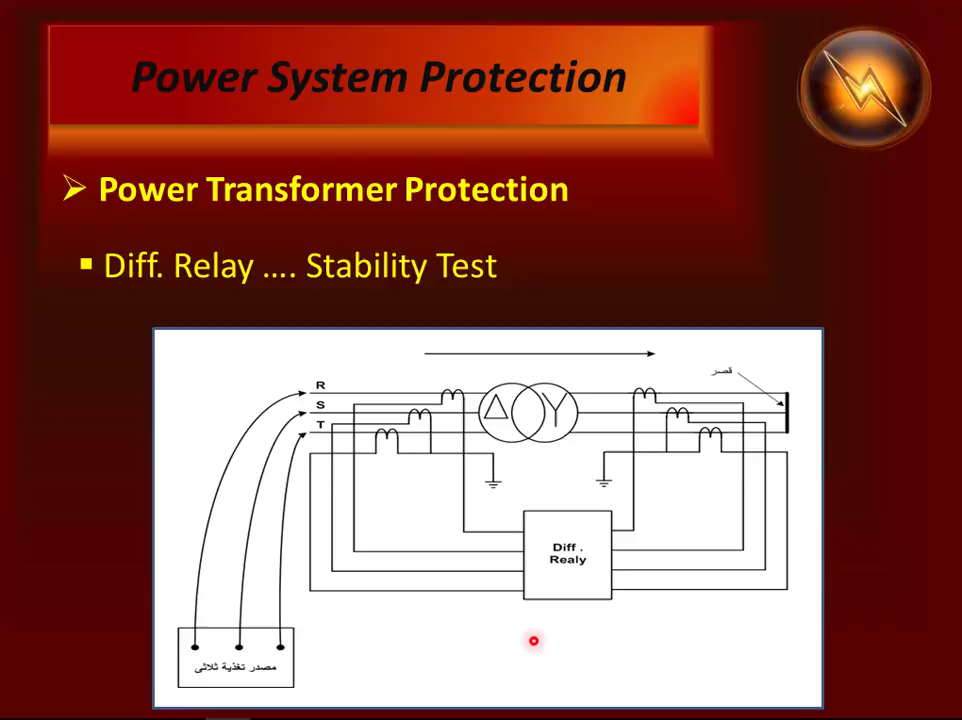 Power System Protection
➢ Power Transformer Protection
▪ Diff. Relay .... Stability Test
قصر
R
S
T
Δ Y
Diff .
Realy
مصدر تغذية ثلاثى